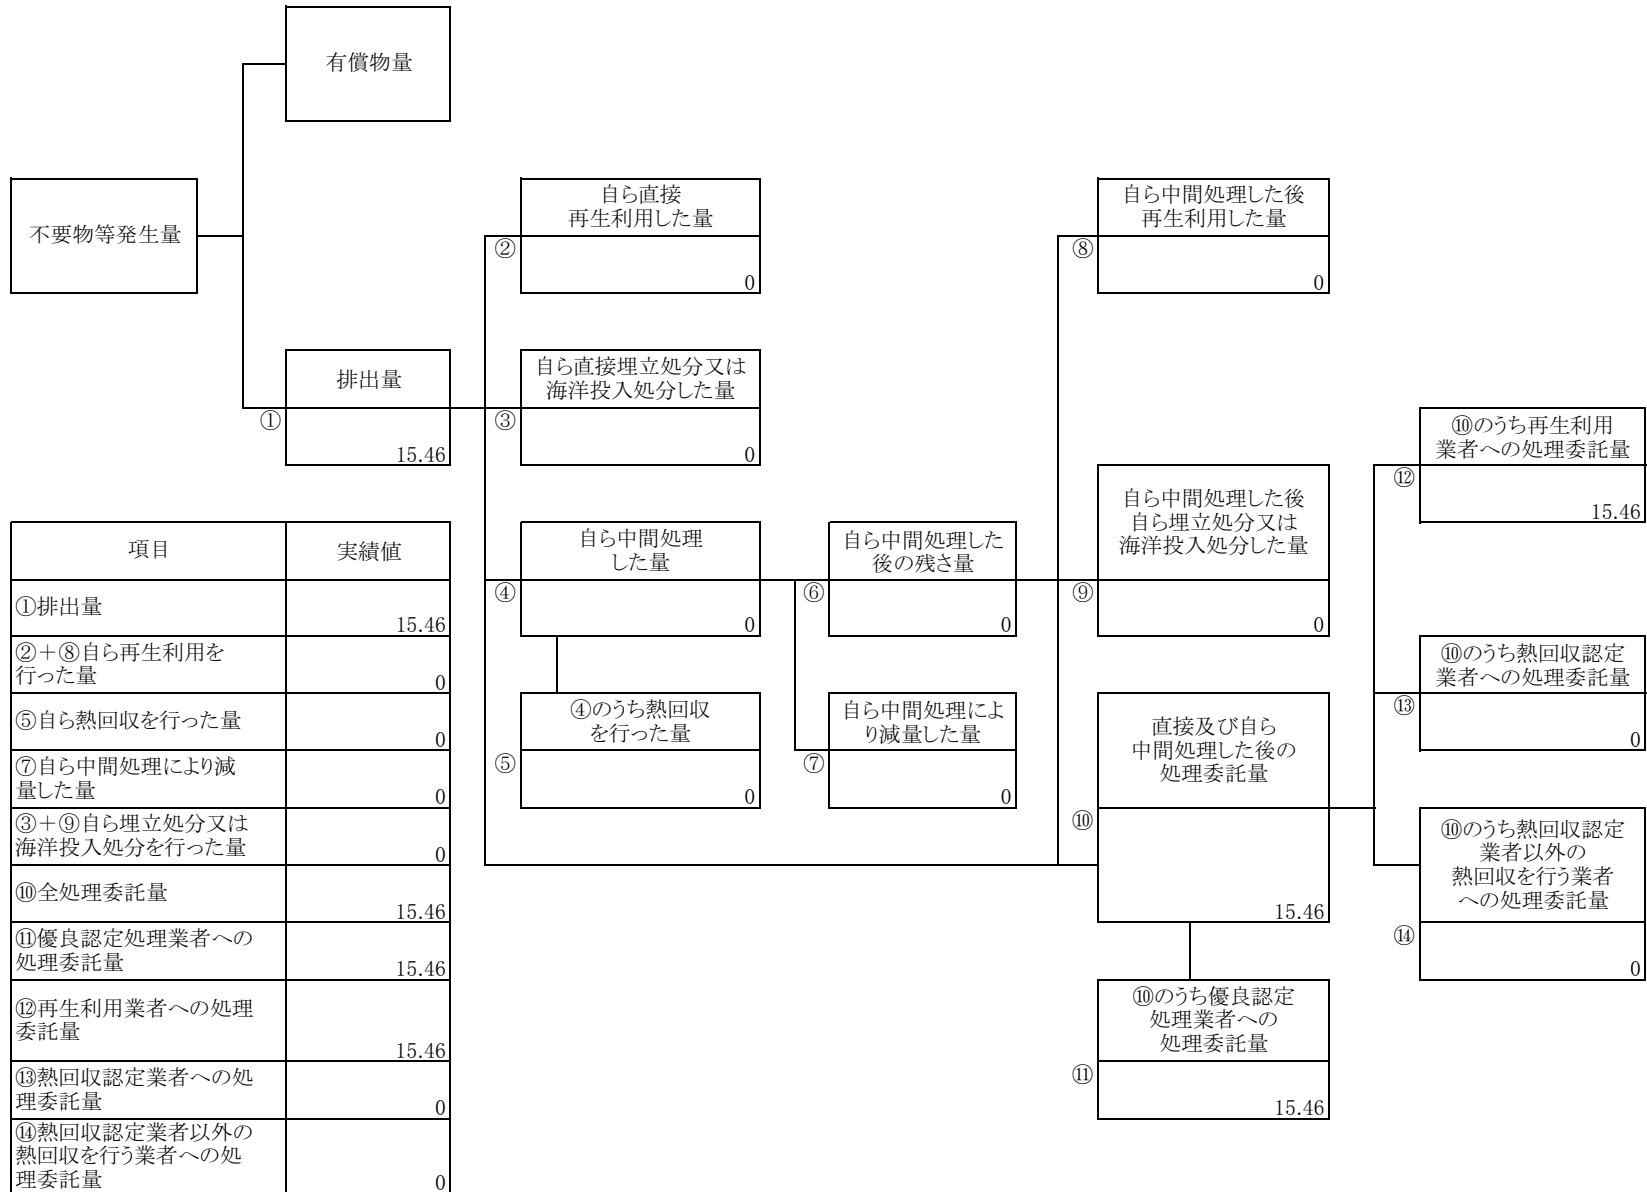 有償物量
不要物等発生量
自ら直接
再生利用した量
②
0
自ら中間処理した後
再生利用した量
⑧
0
排出量
①
15.46
自ら直接埋立処分又は
海洋投入処分した量
③
0
⑩のうち再生利用
業者への処理委託量
⑫
15.46
自ら中間処理
した量
④
0
自ら中間処理した
後の残さ量
⑥
0
自ら中間処理した後
自ら埋立処分又は
海洋投入処分した量
⑨
0
⑩のうち熱回収認定
業者への処理委託量
⑬
0
④のうち熱回収
を行った量
⑤
0
自ら中間処理によ
り減量した量
⑦
0
直接及び自ら
中間処理した後の
処理委託量
⑩
15.46
⑩のうち熱回収認定
業者以外の
熱回収を行う業者
への処理委託量
⑭
0
⑩のうち優良認定
処理業者への
処理委託量
⑪
15.46
項目 実績値
①排出量
15.46
②＋⑧自ら再生利用を
行った量
0
⑤自ら熱回収を行った量
0
⑦自ら中間処理により減
量した量
0
③＋⑨自ら埋立処分又は
海洋投入処分を行った量
0
⑩全処理委託量
15.46
⑪優良認定処理業者への
処理委託量
15.46
⑫再生利用業者への処理
委託量
15.46
⑬熱回収認定業者への処
理委託量
0
⑭熱回収認定業者以外の
熱回収を行う業者への処
理委託量
0